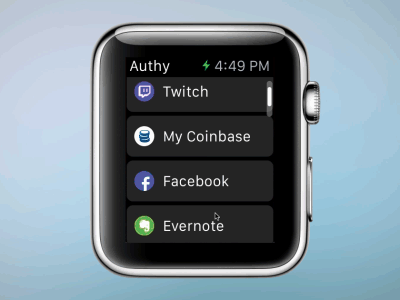 Authy 4:49 PM
Twitch
My Coinbase
Facebook
Evernote